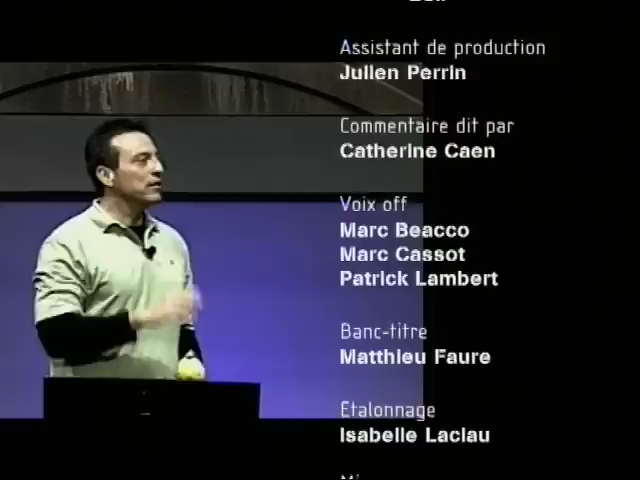 Assistant de production
Julien Perrin
Commentaire dit par
Catherine Caen
Voix off
Marc Beacco
Marc Cassot
Patrick Lambert
Banc-titre
Matthieu Faure
Etalonnage
Isabelle Laclau